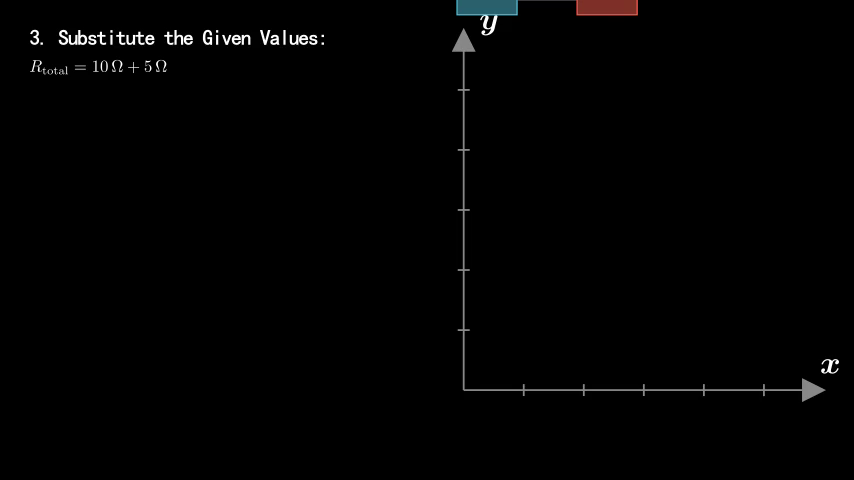 3. Substitute the Given Values:
R_total = 10 Ω + 5 Ω
y
x